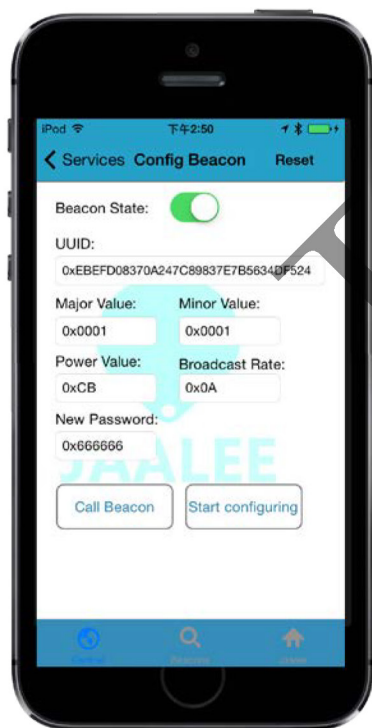 iPod 下午2:50
Services Config Beacon Reset
Beacon State:
UUID:
0xEBEFD08370A247C89837E7B5634DF524
Major Value: Minor Value:
0x0001 0x0001
Power Value: Broadcast Rate:
0xCB 0x0A
New Password:
0x666666
JAALEE
Call Beacon Start configuring